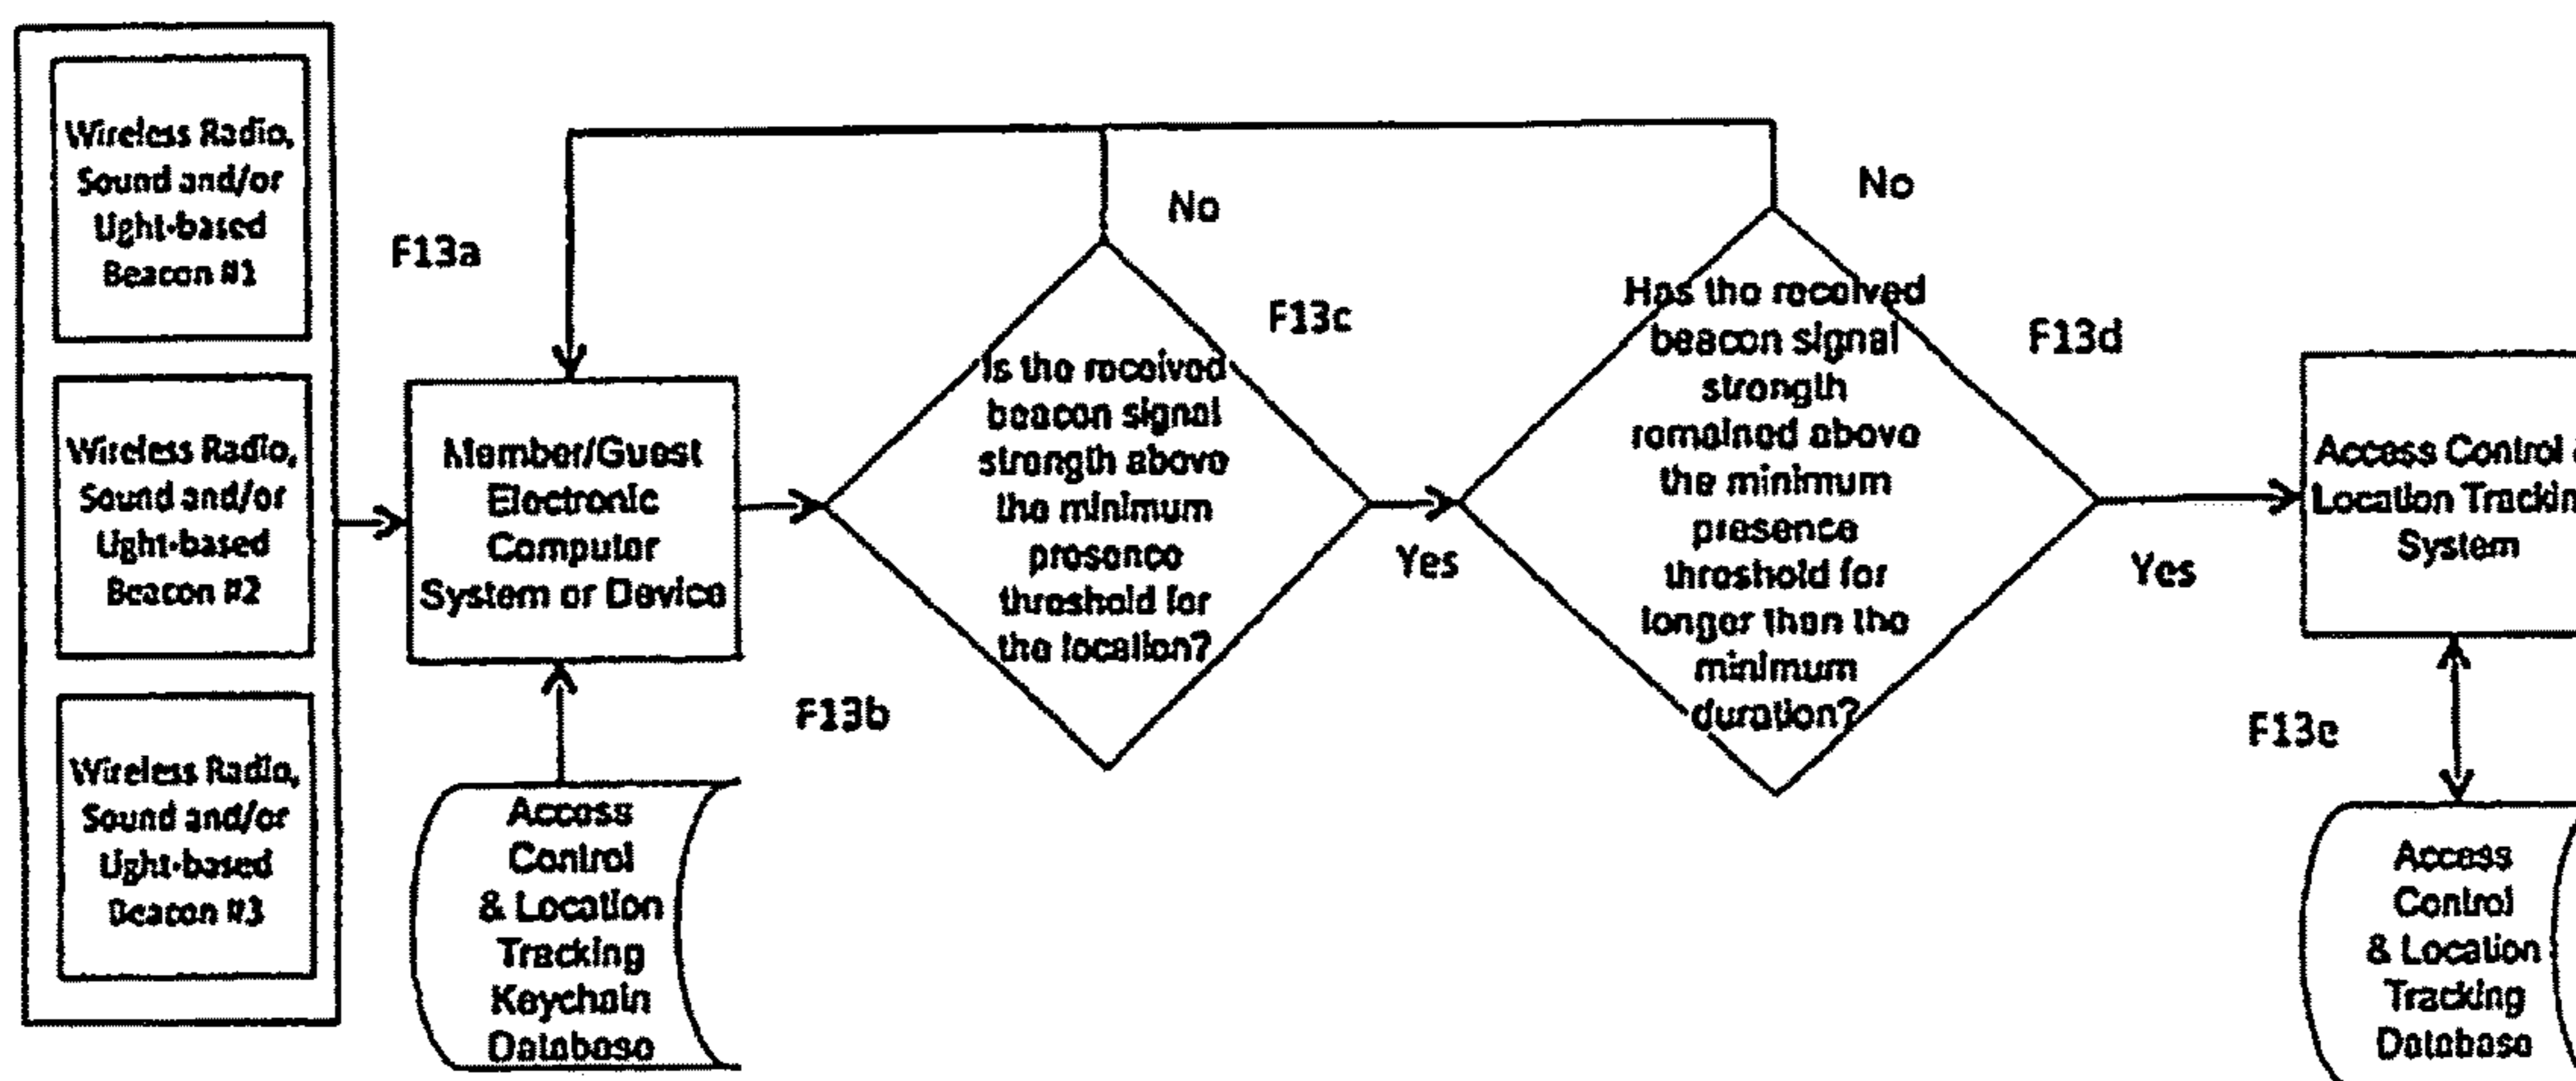 Wireless Radio,
Sound and/or
Light-based
Beacon #1
Wireless Radio,
Sound and/or
Light-based
Beacon #2
Wireless Radio,
Sound and/or
Light-based
Beacon #3
F13a
Member/Guest
Electronic
Computer
System or Device
Access
Control
& Location
Tracking
Keychain
Database
F13b
No
Is the received
beacon signal
strength above
the minimum
presence
threshold for
the location?
F13c
Yes
No
Has the received
beacon signal
strength
remained above
the minimum
presence
threshold for
longer than the
minimum
duration?
F13d
Yes
Access Control
Location Trackin
System
F13e
Access
Control
& Location
Tracking
Database